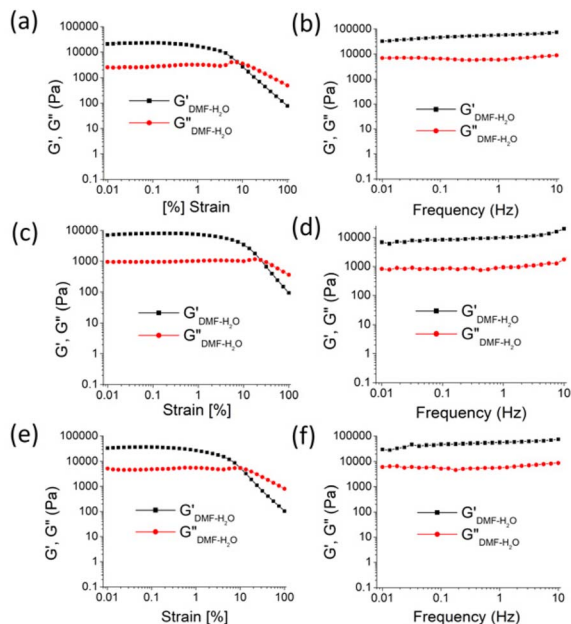 (a)
G', G" (Pa)
100000
10000
1000
100
10
1
0.1
G'DMF-H₂O
G"DMF-H₂O
0.01 0.1 1 10 100
[%] Strain
(b)
G', G" (Pa)
100000
10000
1000
100
10
1
0.1
G'DMF-H₂O
G"DMF-H₂O
0.01 0.1 1 10
Frequency (Hz)
(c)
G', G" (Pa)
10000
1000
100
10
1
0.1
G'DMF-H₂O
G"DMF-H₂O
0.01 0.1 1 10 100
Strain [%]
(d)
G', G" (Pa)
10000
1000
100
10
1
0.1
G'DMF-H₂O
G"DMF-H₂O
0.01 0.1 1 10
Frequency (Hz)
(e)
G', G" (Pa)
100000
10000
1000
100
10
1
0.1
G'DMF-H₂O
G"DMF-H₂O
0.01 0.1 1 10 100
Strain [%]
(f)
G', G" (Pa)
100000
10000
1000
100
10
1
0.1
G'DMF-H₂O
G"DMF-H₂O
0.01 0.1 1 10
Frequency (Hz)